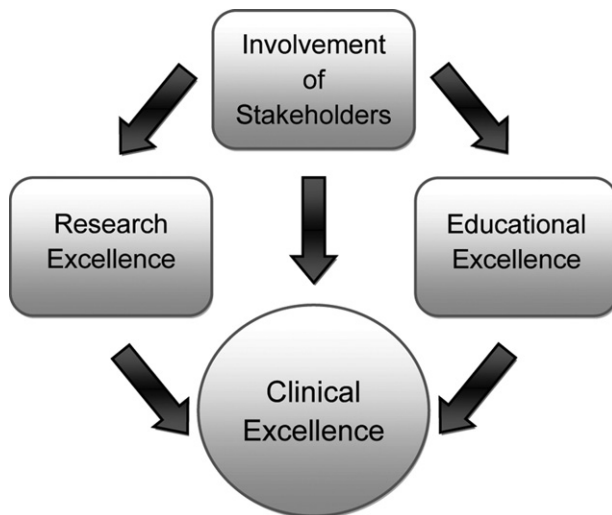 Involvement
of
Stakeholders
Research
Excellence
Educational
Excellence
Clinical
Excellence